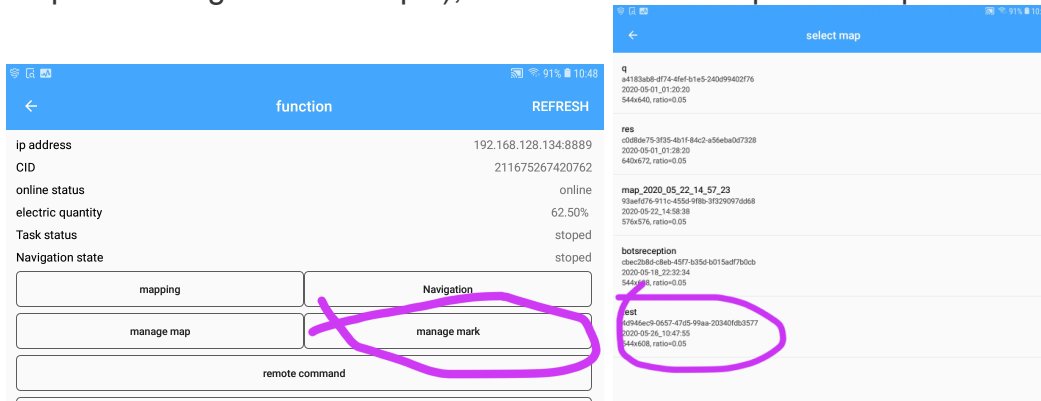 91% 10:48
function
REFRESH
ip address
192.168.128.134:8889
CID
211675267420762
online status
online
electric quantity
62.50%
Task status
stoped
Navigation state
stoped
mapping
Navigation
manage map
manage mark
remote command
91%
select map
q
a4183ab8-df74-4fef-b1e5-240d99402f76
2020-05-01_01:20:20
544x640, ratio=0.05
res
c0d8de75-3f35-4b1f-84c2-a56eba0d7328
2020-05-01_01:28:20
640x672, ratio=0.05
map_2020_05_22_14_57_23
93aefd76-911c-455d-9f8b-3f329097dd68
2020-05-22_14:58:38
576x576, ratio=0.05
botsreception
cbec2b8d-c8eb-45f7-b35d-b015adf7b0cb
2020-05-18_22:32:34
544x608, ratio=0.05
test
4d946ec9-0657-47d5-99aa-20340fdb3577
2020-05-26_10:47:55
544x608, ratio=0.05